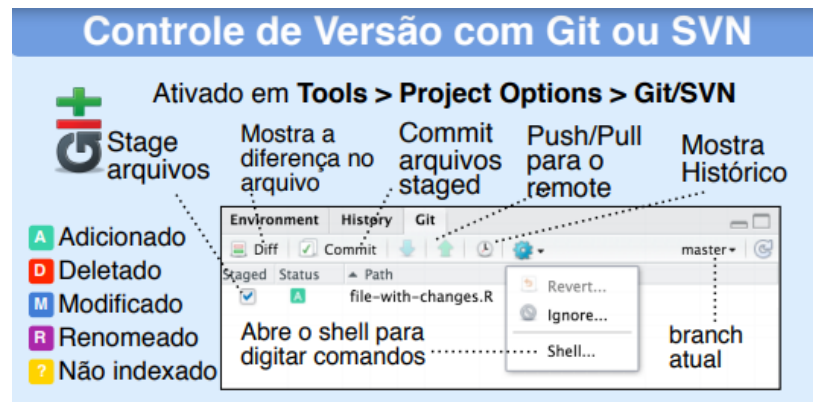 Controle de Versão com Git ou SVN
Ativado em Tools > Project Options > Git/SVN
git
Stage
arquivos
Mostra a
diferença no
arquivo
Commit
arquivos
staged
Push/Pull
para o
remote
Mostra
Histórico
A Adicionado
D Deletado
M Modificado
R Renomeado
? Não indexado
Environment History Git
Diff Commit master
Staged Status Path
A file-with-changes.R
Revert...
Ignore...
Shell...
Abre o shell para
digitar comandos
branch
atual